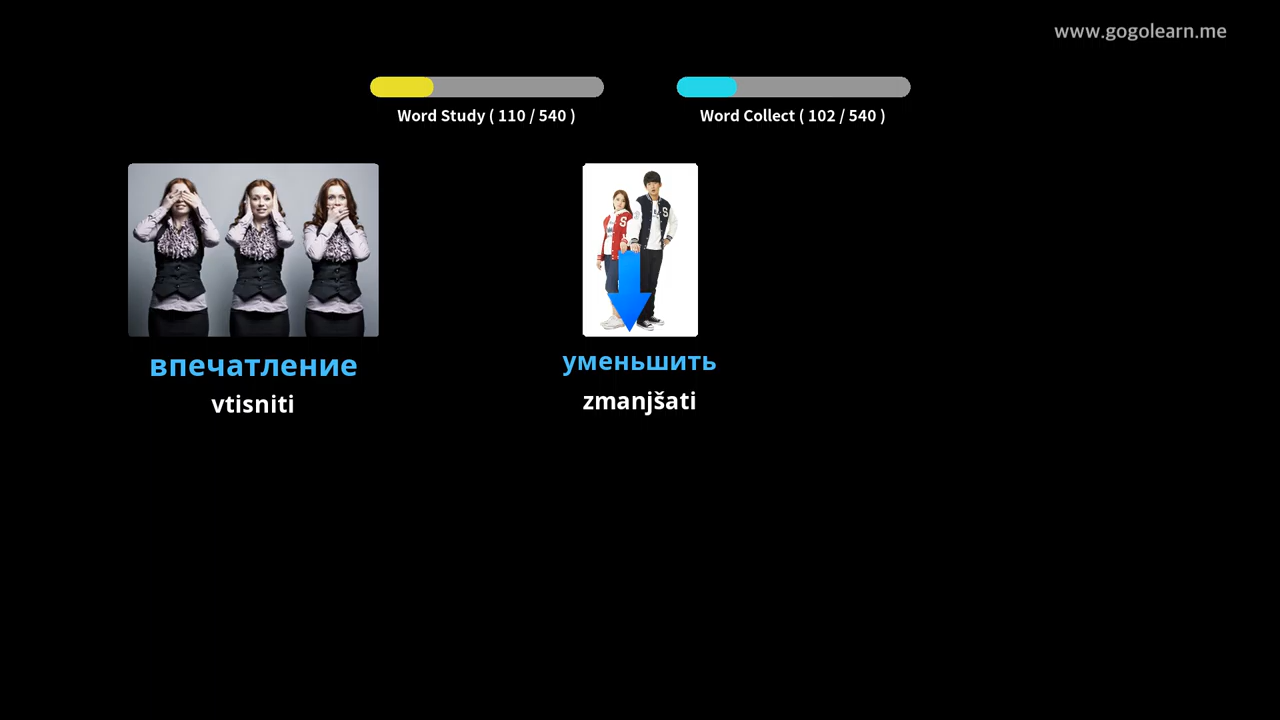 www.gogolearn.me
Word Study ( 110 / 540 )
Word Collect ( 102 / 540 )
S
S
впечатление
vtisniti
уменьшить
zmanjšati